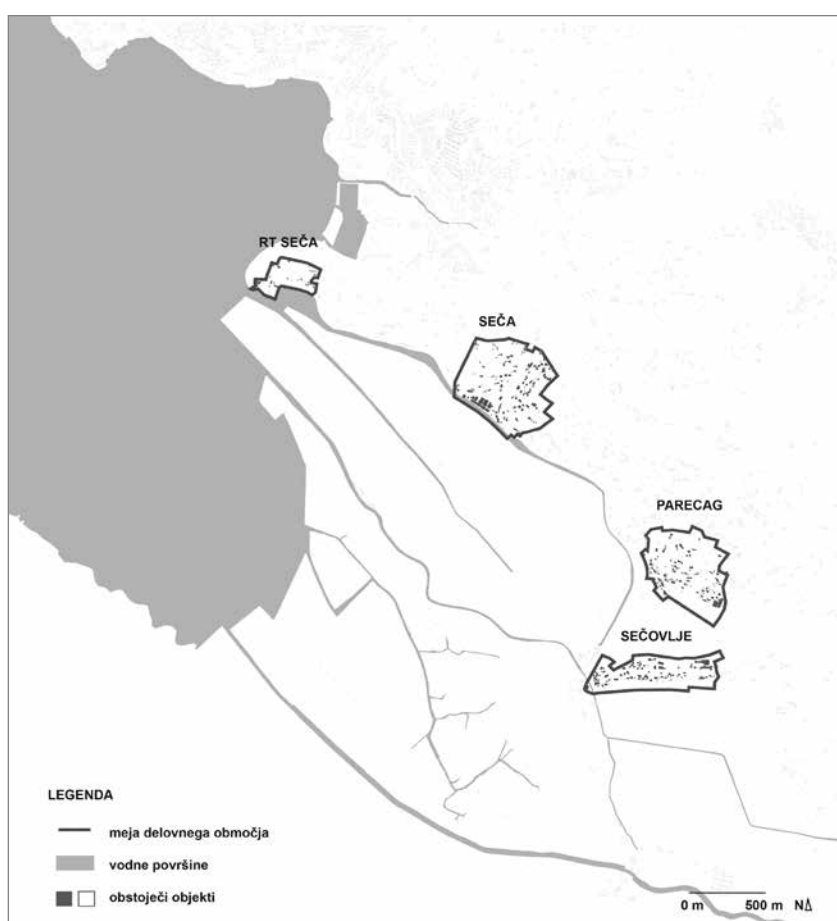 RT SEČA
SEČA
PARECAG
SEČOVLJE
LEGENDA
meja delovnega območja
vodne površine
obstoječi objekti
0 m 500 m N